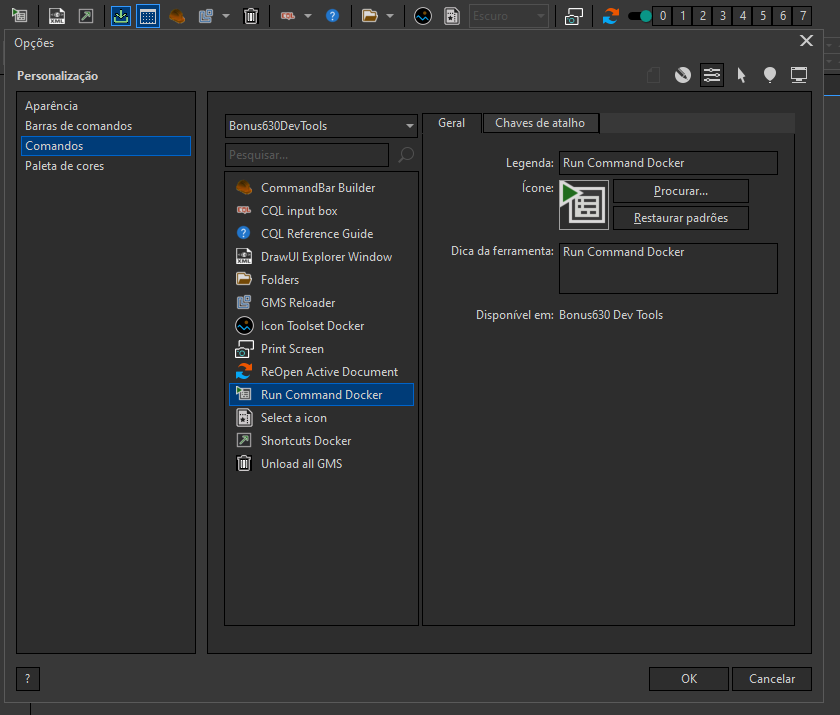 Escuro
0 1 2 3 4 5 6 7
Opções
Personalização
Aparência
Barras de comandos
Comandos
Paleta de cores
Bonus630DevTools
Pesquisar...
CommandBar Builder
CQL input box
CQL Reference Guide
DrawUI Explorer Window
Folders
GMS Reloader
Icon Toolset Docker
Print Screen
ReOpen Active Document
Run Command Docker
Select a icon
Shortcuts Docker
Unload all GMS
Geral
Chaves de atalho
Legenda: Run Command Docker
Ícone:
Procurar...
Restaurar padrões
Dica da ferramenta: Run Command Docker
Disponível em: Bonus630 Dev Tools
?
OK
Cancelar